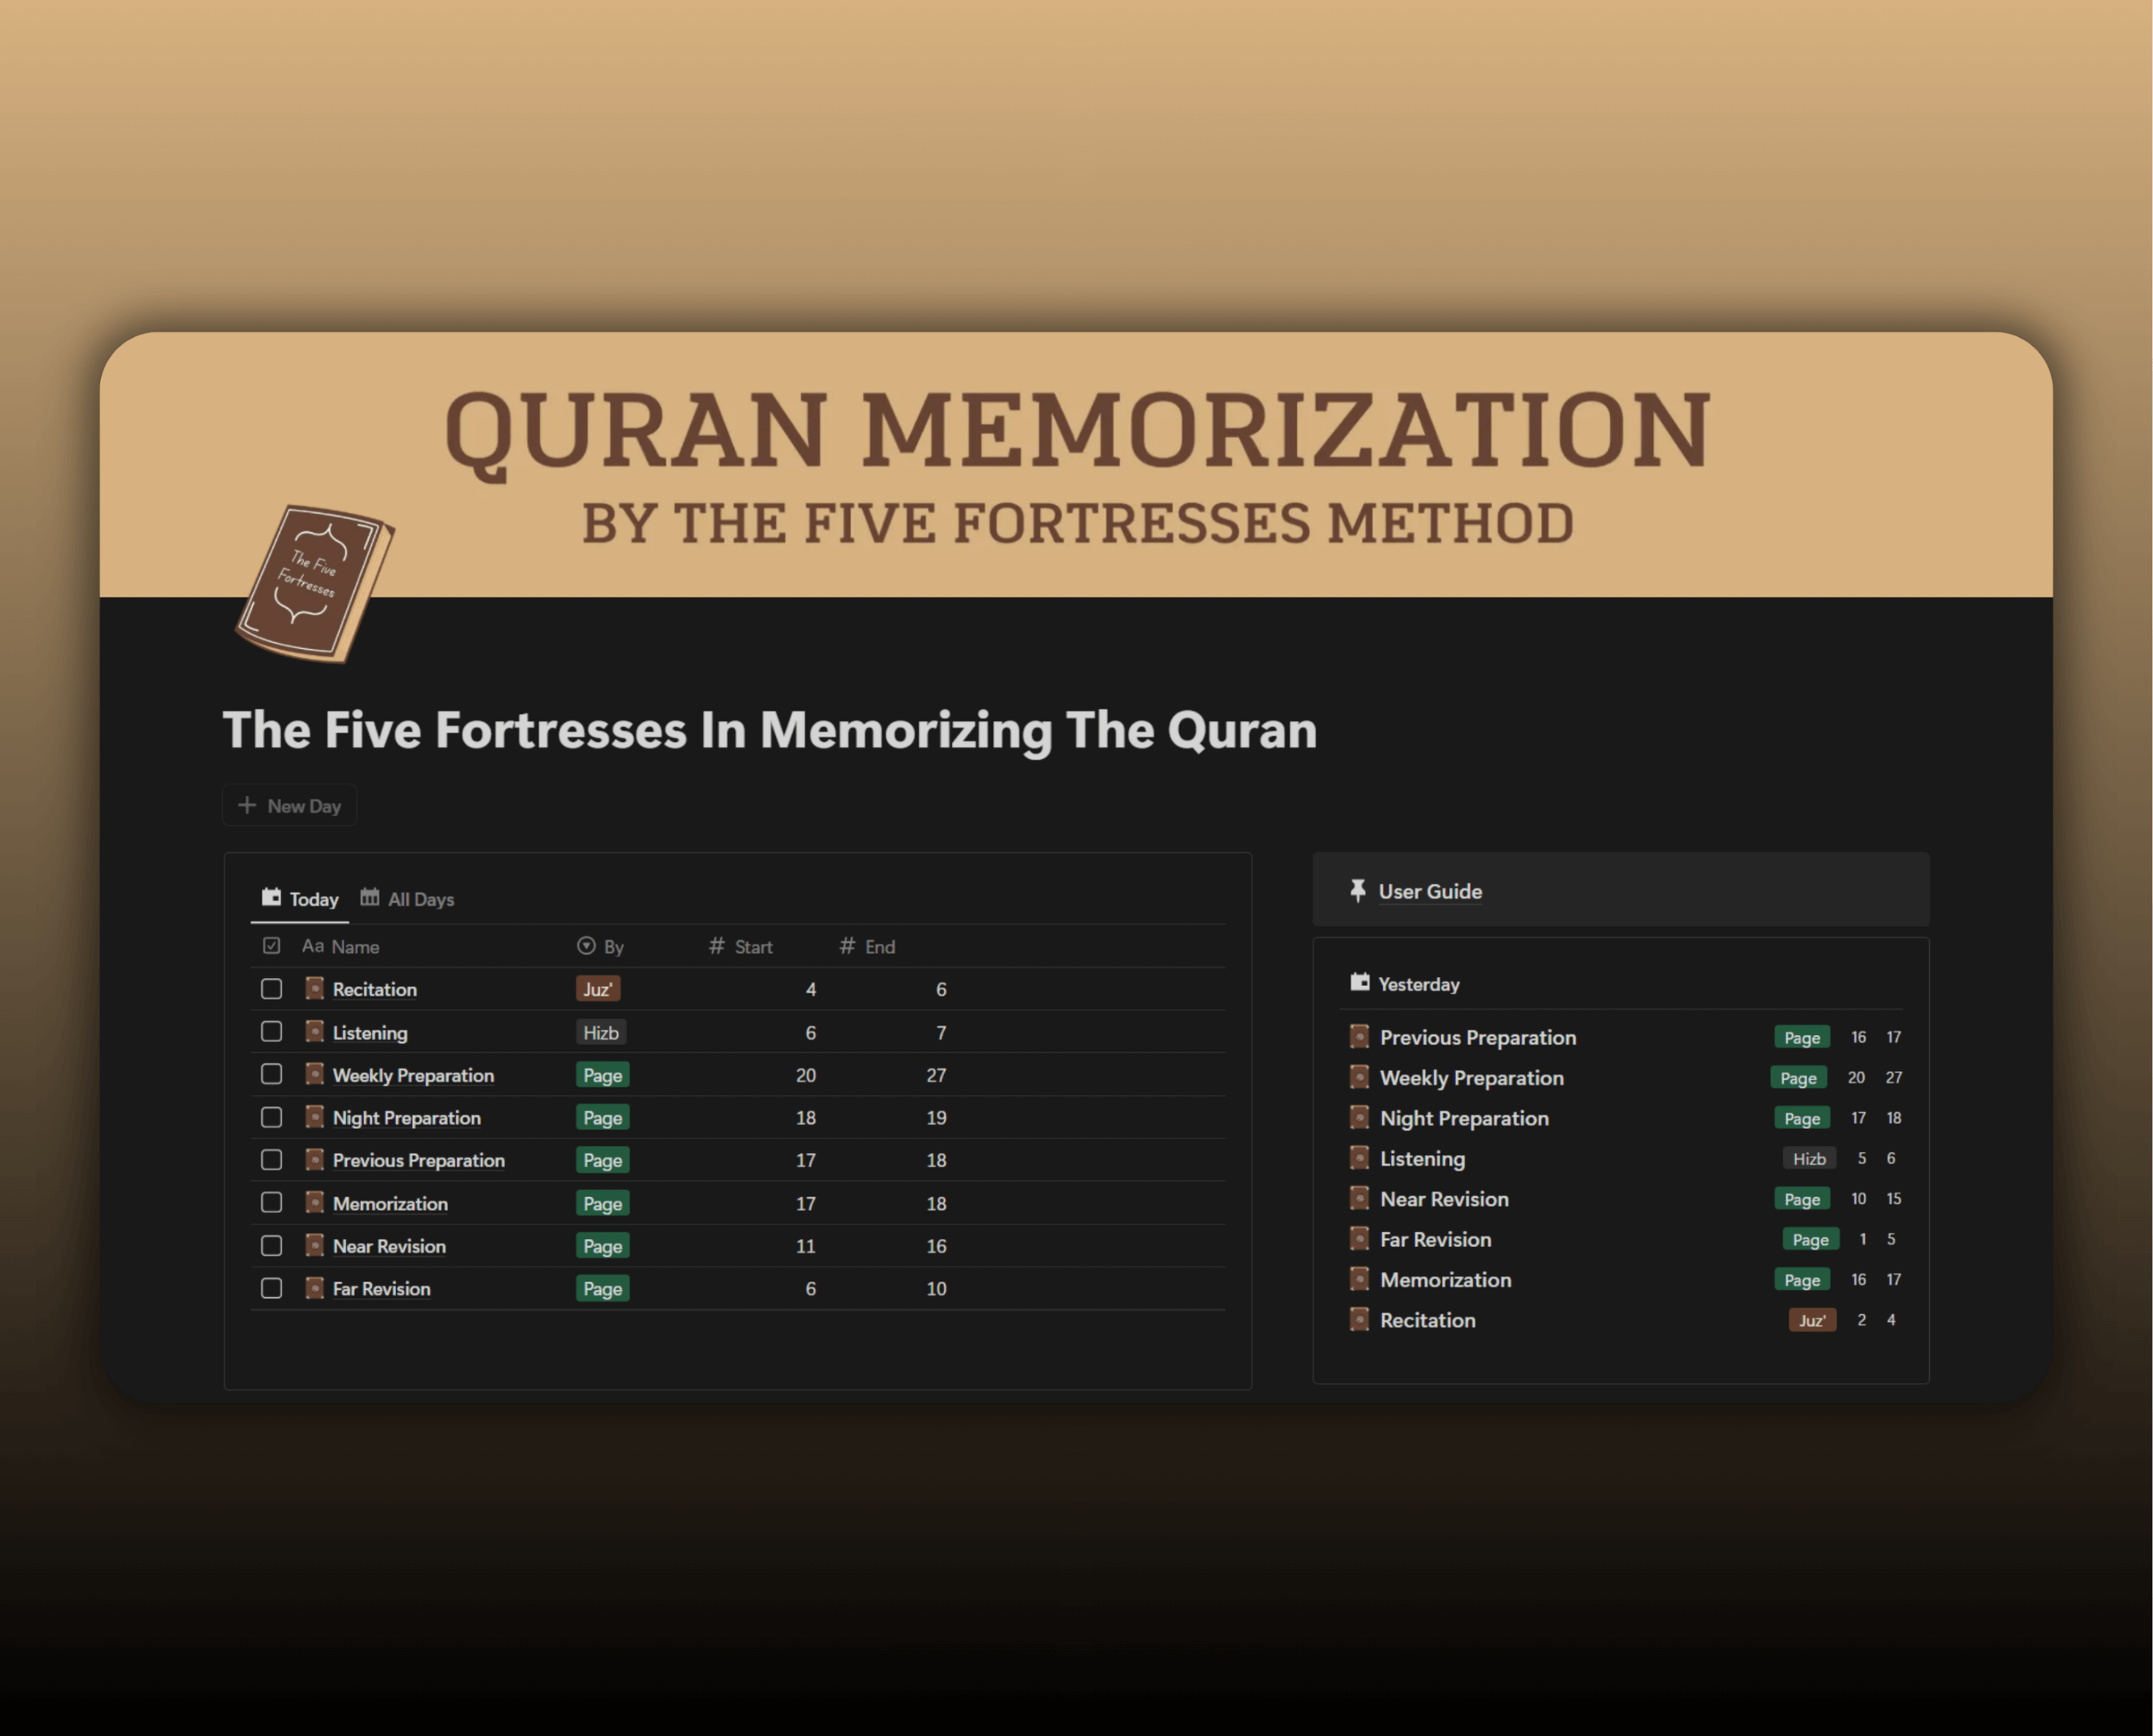 QURAN MEMORIZATION
BY THE FIVE FORTRESSES METHOD
The Five
Fortresses
The Five Fortresses In Memorizing The Quran
New Day
Today All Days
Aa Name By # Start # End
Recitation Juz' 4 6
Listening Hizb 6 7
Weekly Preparation Page 20 27
Night Preparation Page 18 19
Previous Preparation Page 17 18
Memorization Page 17 18
Near Revision Page 11 16
Far Revision Page 6 10
User Guide
Yesterday
Previous Preparation Page 16 17
Weekly Preparation Page 20 27
Night Preparation Page 17 18
Listening Hizb 5 6
Near Revision Page 10 15
Far Revision Page 1 5
Memorization Page 16 17
Recitation Juz' 2 4